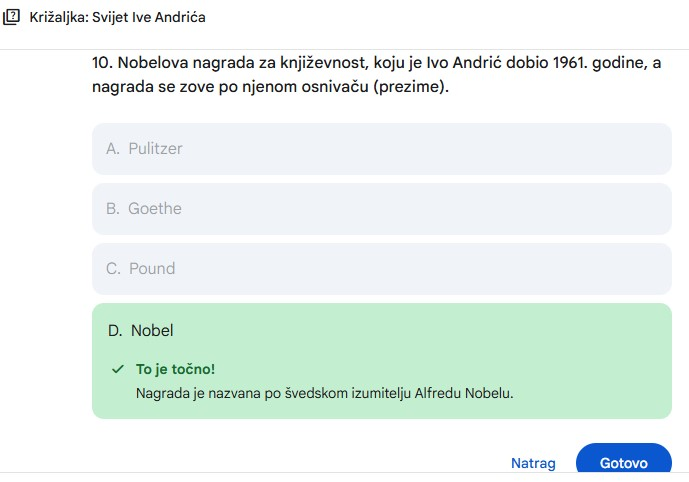 Križaljka: Svijet Ive Andrića
10. Nobelova nagrada za književnost, koju je Ivo Andrić dobio 1961. godine, a
nagrada se zove po njenom osnivaču (prezime).
A. Pulitzer
B. Goethe
C. Pound
D. Nobel
To je točno!
Nagrada je nazvana po švedskom izumitelju Alfredu Nobelu.
Natrag
Gotovo